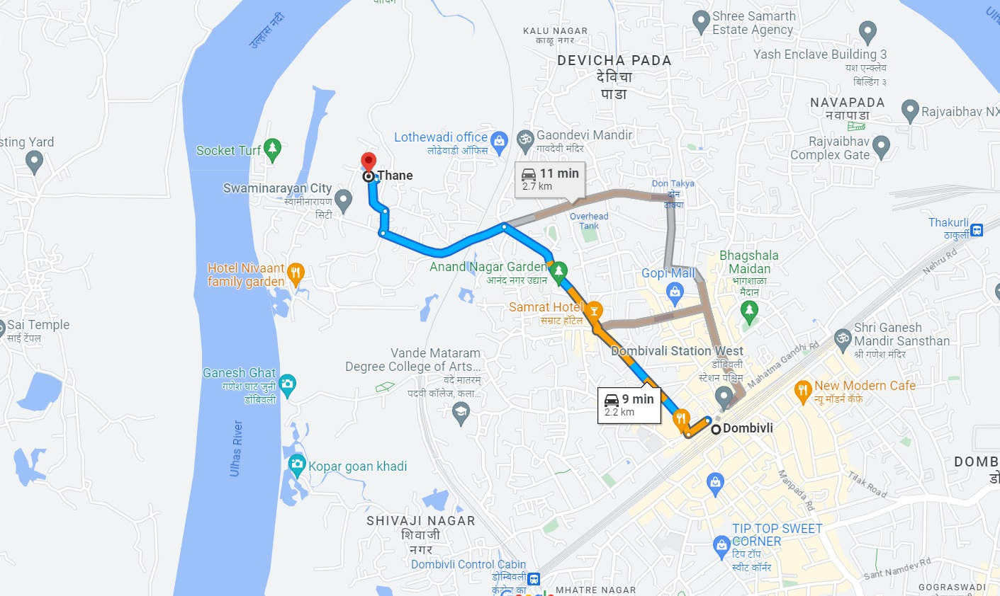 उल्हास नदी
KALU NAGAR
काळू नगर
Shree Samarth
Estate Agency
DEVICHA PADA
देविचा
पाडा
Yash Enclave Building 3
यश एन्क्लेव
बिल्डिंग ३
NAVAPADA
नवापाडा
Rajvaibhav NX
Rajvaibhav
Complex Gate
sting Yard
Socket Turf
Lothewadi office
लोढेवाडी ऑफिस
Gaondevi Mandir
गावदेवी मंदिर
Thane
11 min
2.7 km
Swaminarayan City
स्वामीनारायण
सिटी
Don Takya
दोन
टाक्या
Overhead
Tank
Thakurli
ठाकुर्ली
Nehru Rd
Bhagshala
Maidan
भागशाळा
मैदान
Hotel Nivaant
family garden
Anand Nagar Garden
आनंद नगर उद्यान
Gopi Mall
Samrat Hotel
सम्राट हॉटेल
Sai Temple
साई टेंपल
Shri Ganesh
Mandir Sansthan
श्री गणेश मंदिर
Mahatma Gandhi Rd
Dombivali Station West
डोंबिवली
स्टेशन पश्चिम
Vande Mataram
Degree College of Arts...
वंदे मातरम्
पदवी कॉलेज, कला...
Ganesh Ghat
गणेश घाट जुनी
डोंबिवली
New Modern Cafe
न्यू मॉडर्न कॅफे
9 min
2.2 km
Dombivli
Ulhas River
Kopar goan khadi
DOMB
Manpada Rd
Tilak Road
SHIVAJI NAGAR
शिवाजी
नगर
TIP TOP SWEET
CORNER
टिप टॉप
स्वीट कॉर्नर
Dombivli Control Cabin
डोम्बिवली
Sant Namdev Rd
MHATRE NAGAR
GOGRASWADI
Google